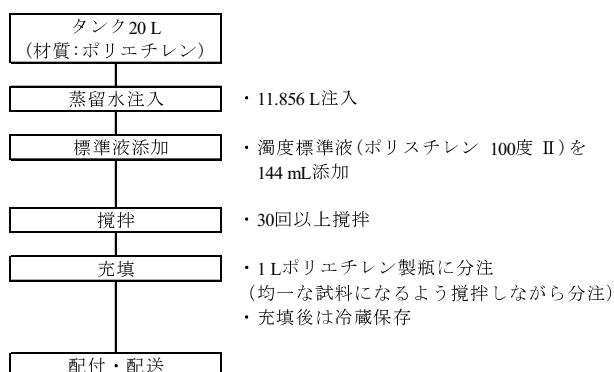 タンク20 L
(材質:ポリエチレン)
蒸留水注入
・11.856 L注入
標準液添加
・濁度標準液(ポリスチレン 100度 Ⅱ)を
144 mL添加
攪拌
・30回以上攪拌
充填
・1 Lポリエチレン製瓶に分注
(均一な試料になるよう攪拌しながら分注)
・充填後は冷蔵保存
配付・配送